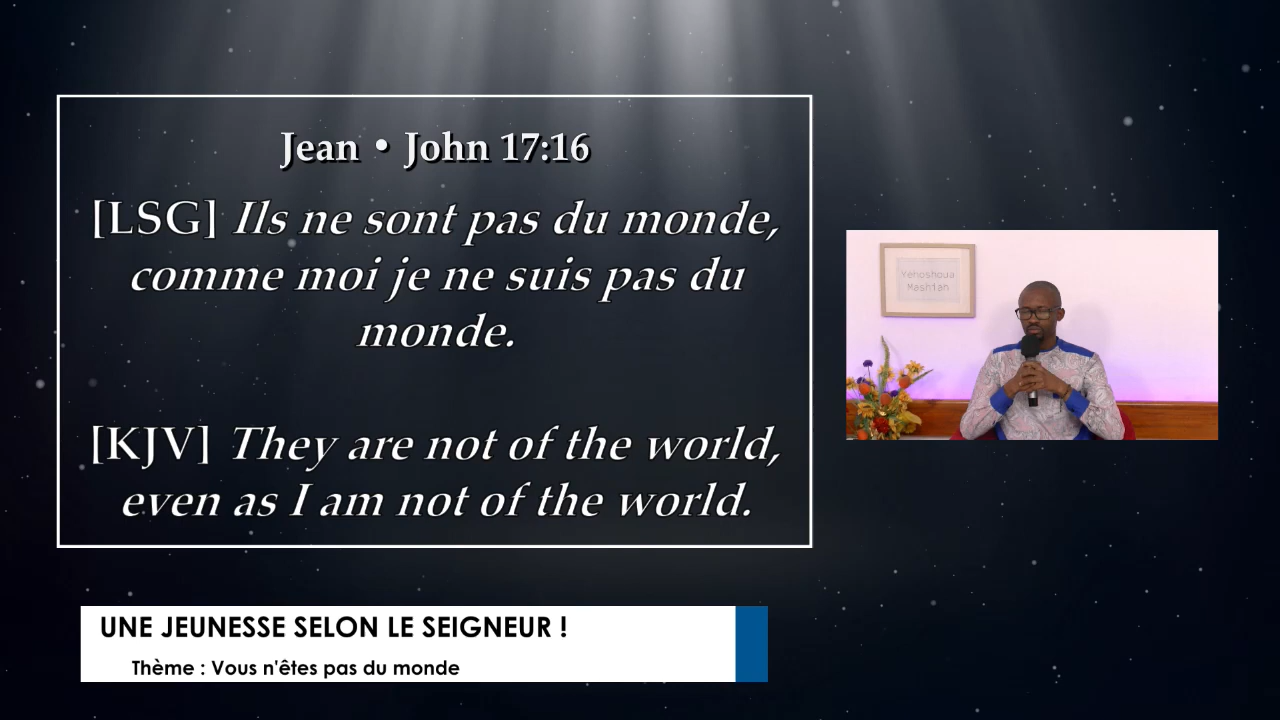 Jean • John 17:16
[LSG] Ils ne sont pas du monde,
comme moi je ne suis pas du
monde.
[KJV] They are not of the world,
even as I am not of the world.
Yehoshoua
Mashiah
UNE JEUNESSE SELON LE SEIGNEUR !
Thème : Vous n'êtes pas du monde